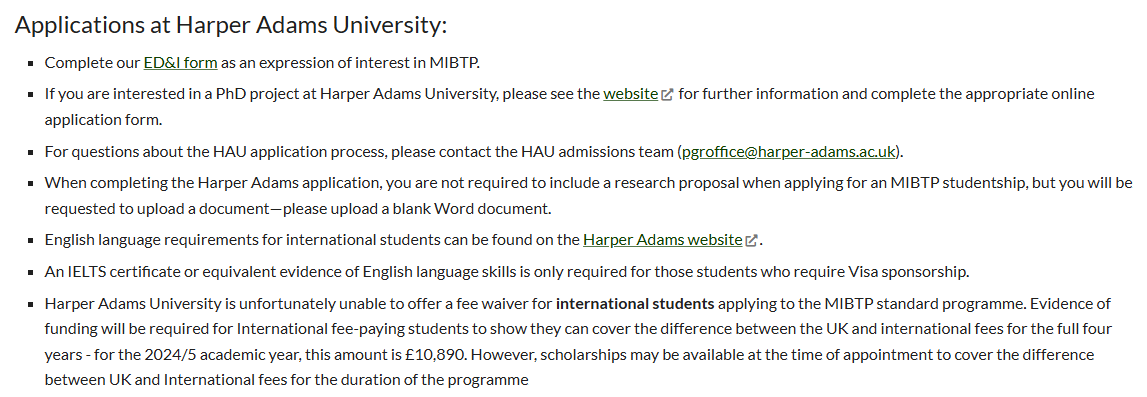 Applications at Harper Adams University:
▪ Complete our ED&I form as an expression of interest in MIBTP.
▪ If you are interested in a PhD project at Harper Adams University, please see the website for further information and complete the appropriate online
application form.
▪ For questions about the HAU application process, please contact the HAU admissions team (pgroffice@harper-adams.ac.uk).
▪ When completing the Harper Adams application, you are not required to include a research proposal when applying for an MIBTP studentship, but you will be
requested to upload a document—please upload a blank Word document.
▪ English language requirements for international students can be found on the Harper Adams website.
▪ An IELTS certificate or equivalent evidence of English language skills is only required for those students who require Visa sponsorship.
▪ Harper Adams University is unfortunately unable to offer a fee waiver for international students applying to the MIBTP standard programme. Evidence of
funding will be required for International fee-paying students to show they can cover the difference between the UK and international fees for the full four
years - for the 2024/5 academic year, this amount is £10,890. However, scholarships may be available at the time of appointment to cover the difference
between UK and International fees for the duration of the programme